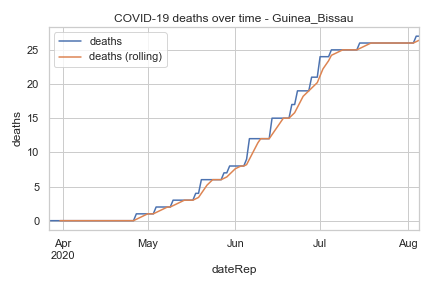 COVID-19 deaths over time - Guinea_Bissau
deaths
deaths (rolling)
25
20
15
10
5
0
deaths
Apr
2020
May
Jun
Jul
Aug
dateRep